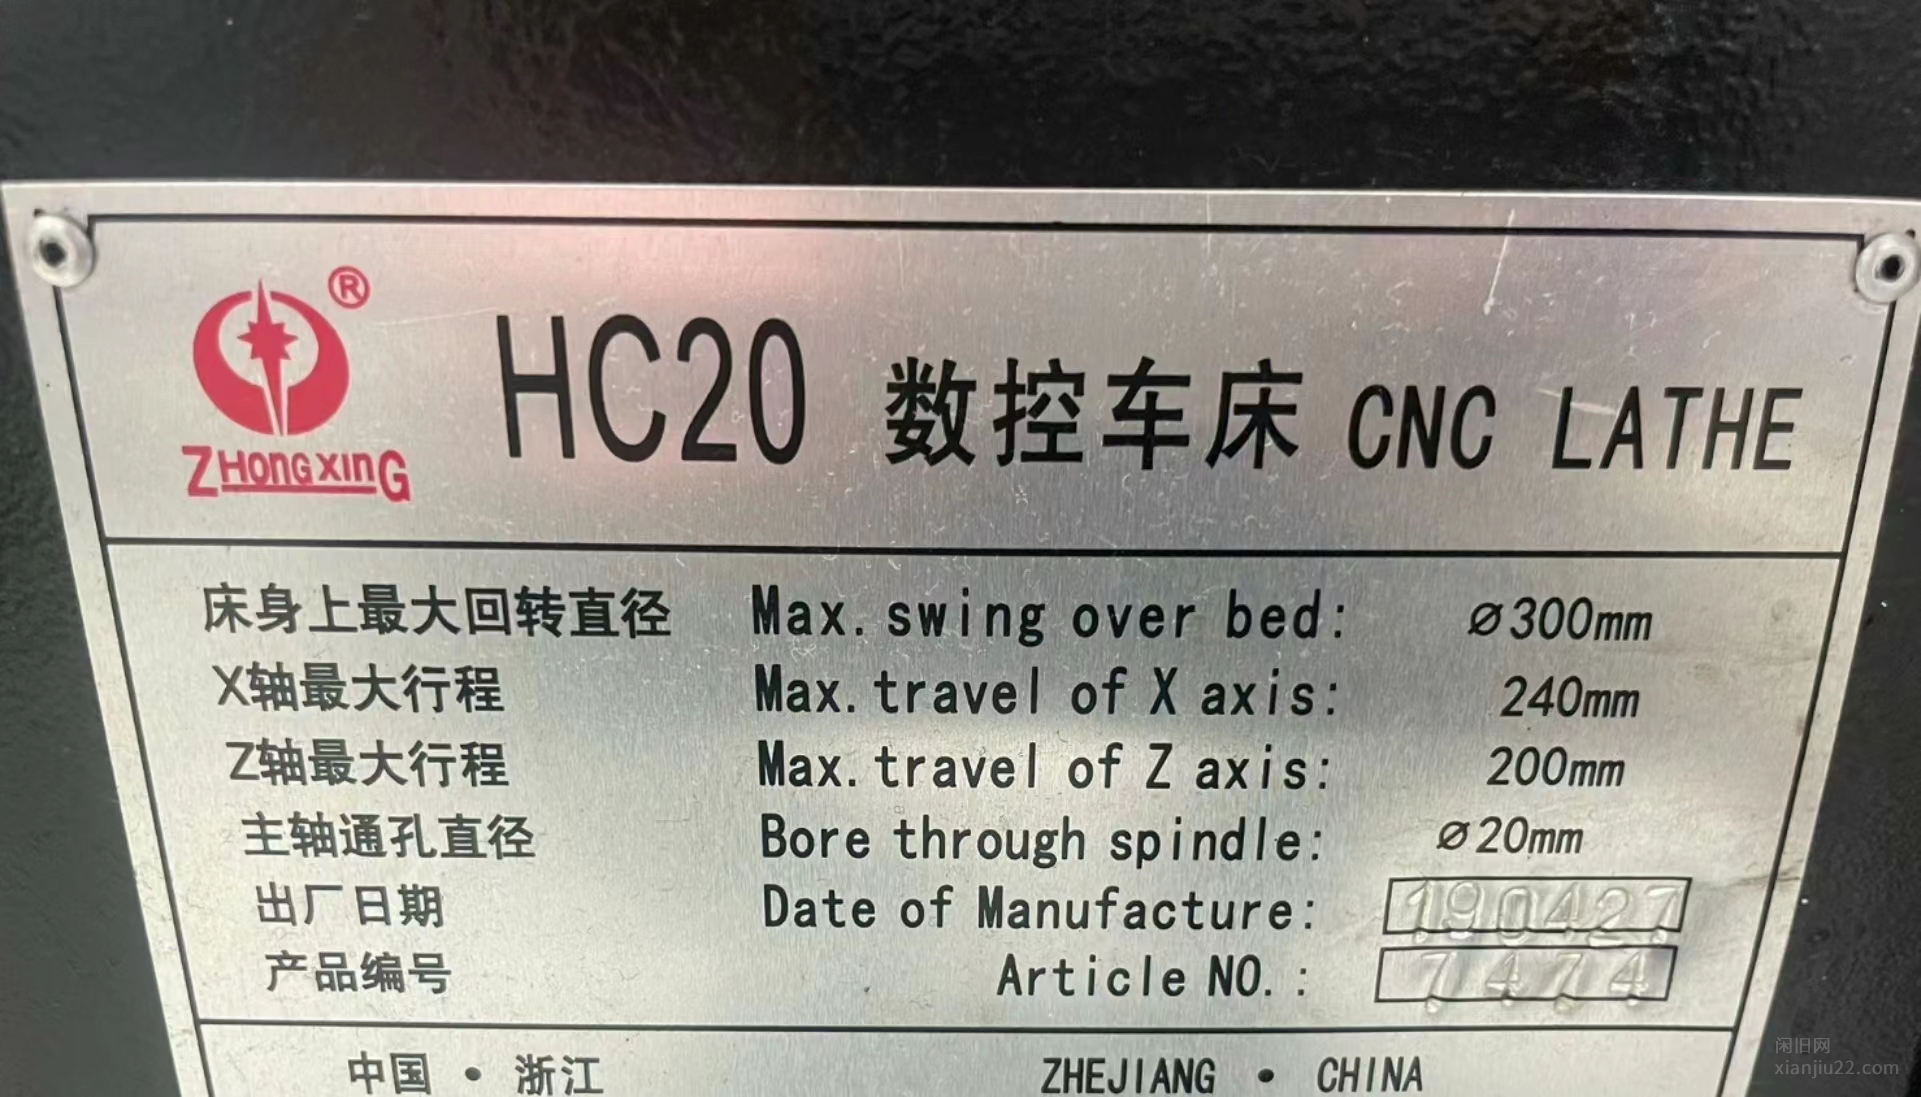 ®
ZHONGXING
HC20 数控车床 CNC LATHE
床身上最大回转直径 Max. swing over bed: ⌀300mm
X轴最大行程 Max. travel of X axis: 240mm
Z轴最大行程 Max. travel of Z axis: 200mm
主轴通孔直径 Bore through spindle: ⌀20mm
出厂日期 Date of Manufacture: 190427
产品编号 Article NO.: 7474
中国·浙江 ZHEJIANG · CHINA
闲旧网
xianjiu22.com